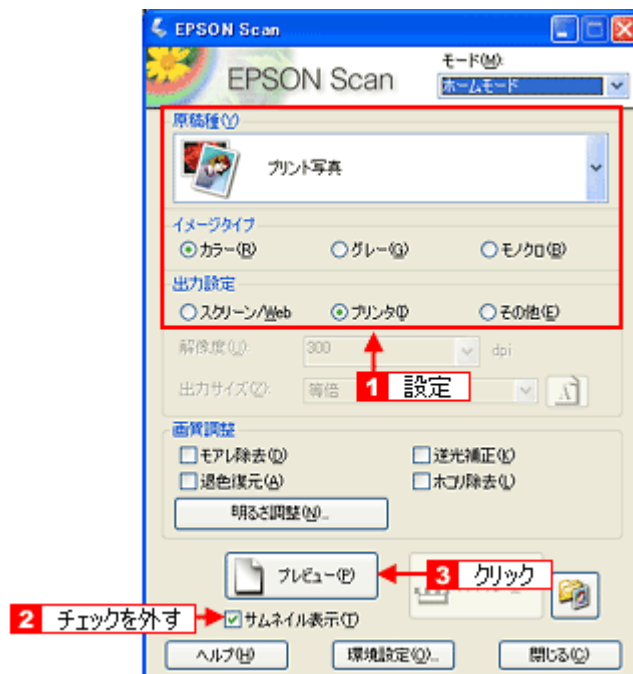 EPSON Scan
EPSON Scan
モード(M):
ホームモード
原稿種(Y)
プリント写真
イメージタイプ
カラー(R) グレー(G) モノクロ(B)
出力設定
スクリーン/Web プリンタ(I) その他(E)
解像度(U): 300 dpi
1 設定
出力サイズ(Z): 等倍
画質調整
モアレ除去(D) 逆光補正(K)
退色復元(A) ホコリ除去(L)
明るさ調整(N)...
プレビュー(P) 3 クリック
2 チェックを外す サムネイル表示(T)
ヘルプ(H) 環境設定(O)... 閉じる(C)